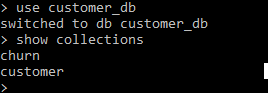 > use customer_db
switched to db customer_db
> show collections
churn
customer
>